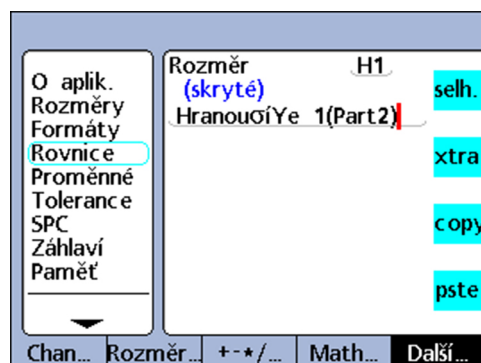 O aplik.
Rozměry
Formáty
Rovnice
Proměnné
Tolerance
SPC
Záhlaví
Paměť
Rozměr H1
(skryté)
HranouσíYe 1(Part2)
selh.
xtra
copy
pste
Chan... Rozměr... +-*/... Math... Další...